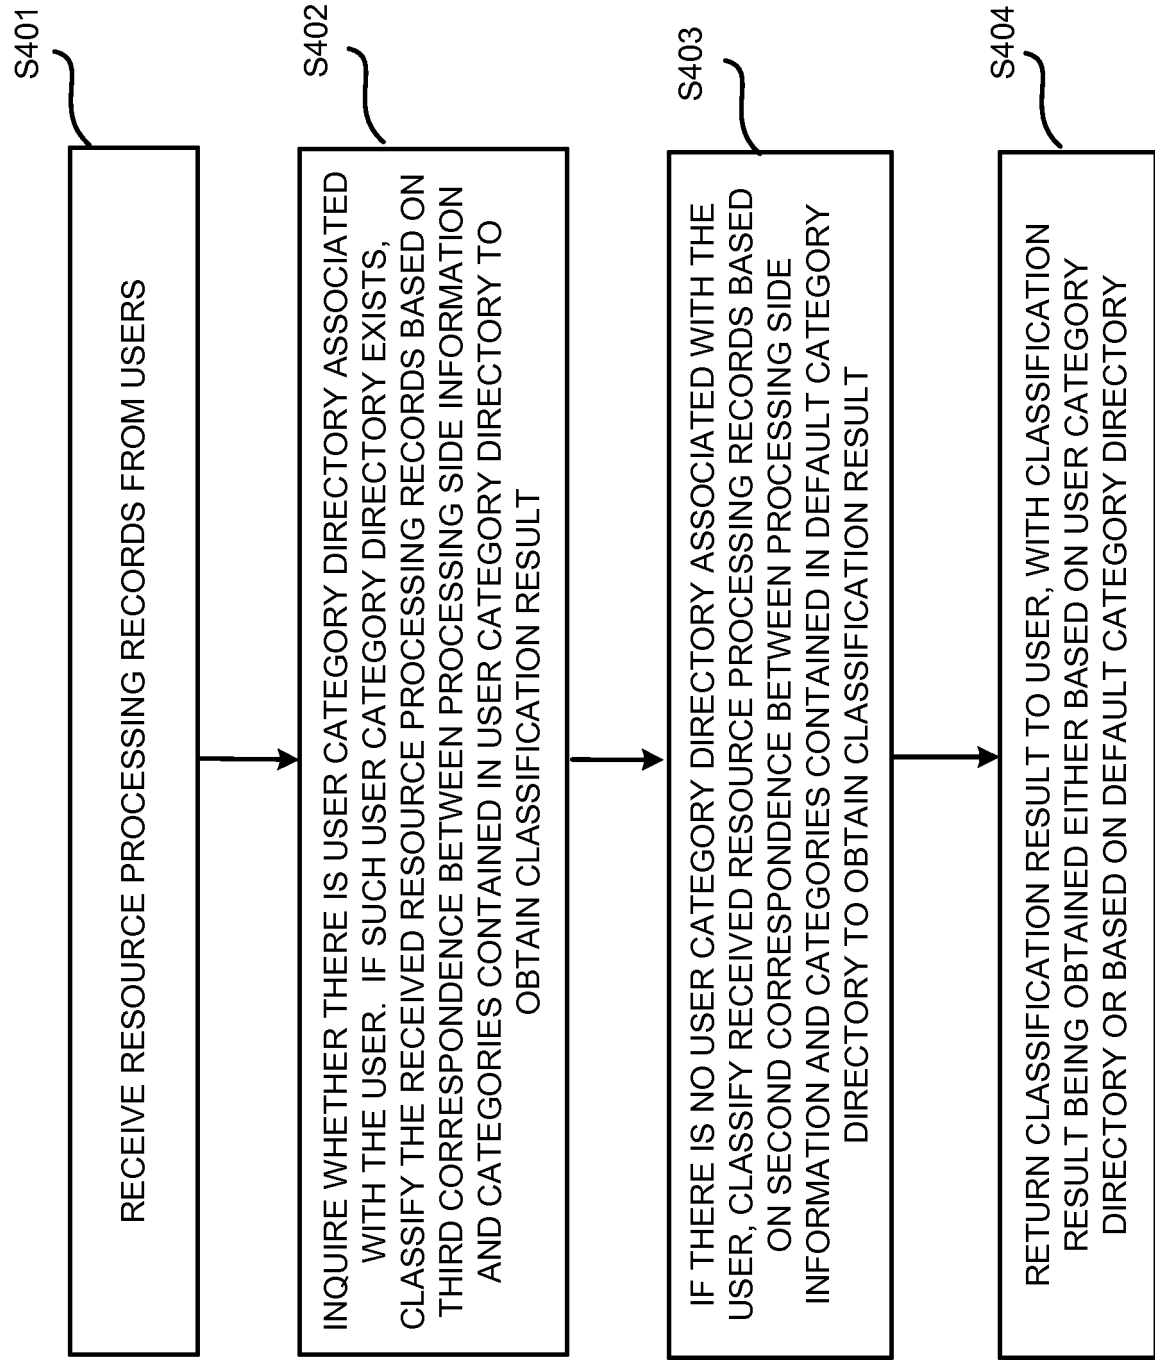 S401
RECEIVE RESOURCE PROCESSING RECORDS FROM USERS
S402
INQUIRE WHETHER THERE IS USER CATEGORY DIRECTORY ASSOCIATED
WITH THE USER. IF SUCH USER CATEGORY DIRECTORY EXISTS,
CLASSIFY THE RECEIVED RESOURCE PROCESSING RECORDS BASED ON
THIRD CORRESPONDENCE BETWEEN PROCESSING SIDE INFORMATION
AND CATEGORIES CONTAINED IN USER CATEGORY DIRECTORY TO
OBTAIN CLASSIFICATION RESULT
S403
IF THERE IS NO USER CATEGORY DIRECTORY ASSOCIATED WITH THE
USER, CLASSIFY RECEIVED RESOURCE PROCESSING RECORDS BASED
ON SECOND CORRESPONDENCE BETWEEN PROCESSING SIDE
INFORMATION AND CATEGORIES CONTAINED IN DEFAULT CATEGORY
DIRECTORY TO OBTAIN CLASSIFICATION RESULT
S404
RETURN CLASSIFICATION RESULT TO USER, WITH CLASSIFICATION
RESULT BEING OBTAINED EITHER BASED ON USER CATEGORY
DIRECTORY OR BASED ON DEFAULT CATEGORY DIRECTORY